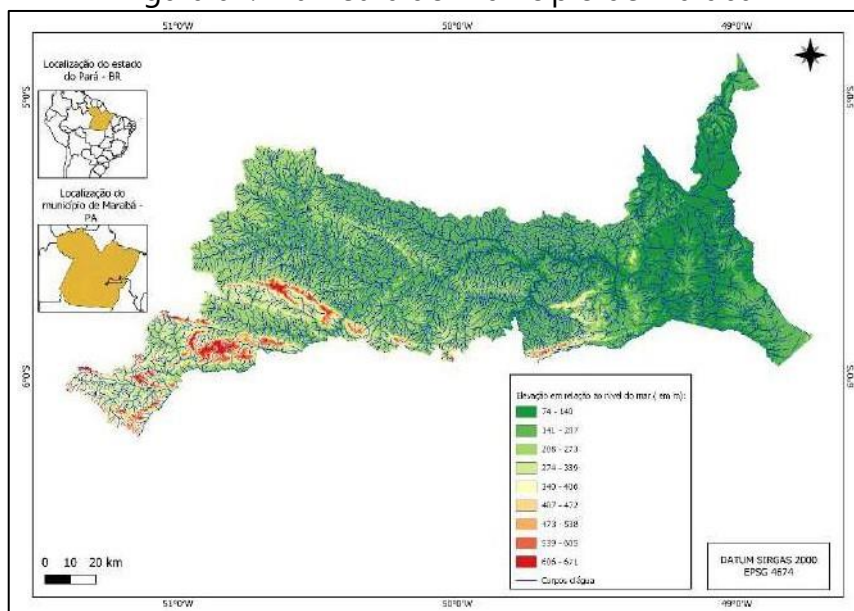 51°0'W 50°0'W 49°0'W
Localização do estado
do Pará - BR
5°0'S 5°0'S
Localização do
município de Marabá -
PA
6°0'S 6°0'S
Elevação em relação ao nível do mar ( em m):
74 - 140
141 - 207
208 - 273
274 - 339
340 - 406
407 - 472
473 - 538
539 - 605
606 - 671
Corpos d'água
0 10 20 km
DATUM SIRGAS 2000
EPSG 4674
51°0'W 50°0'W 49°0'W